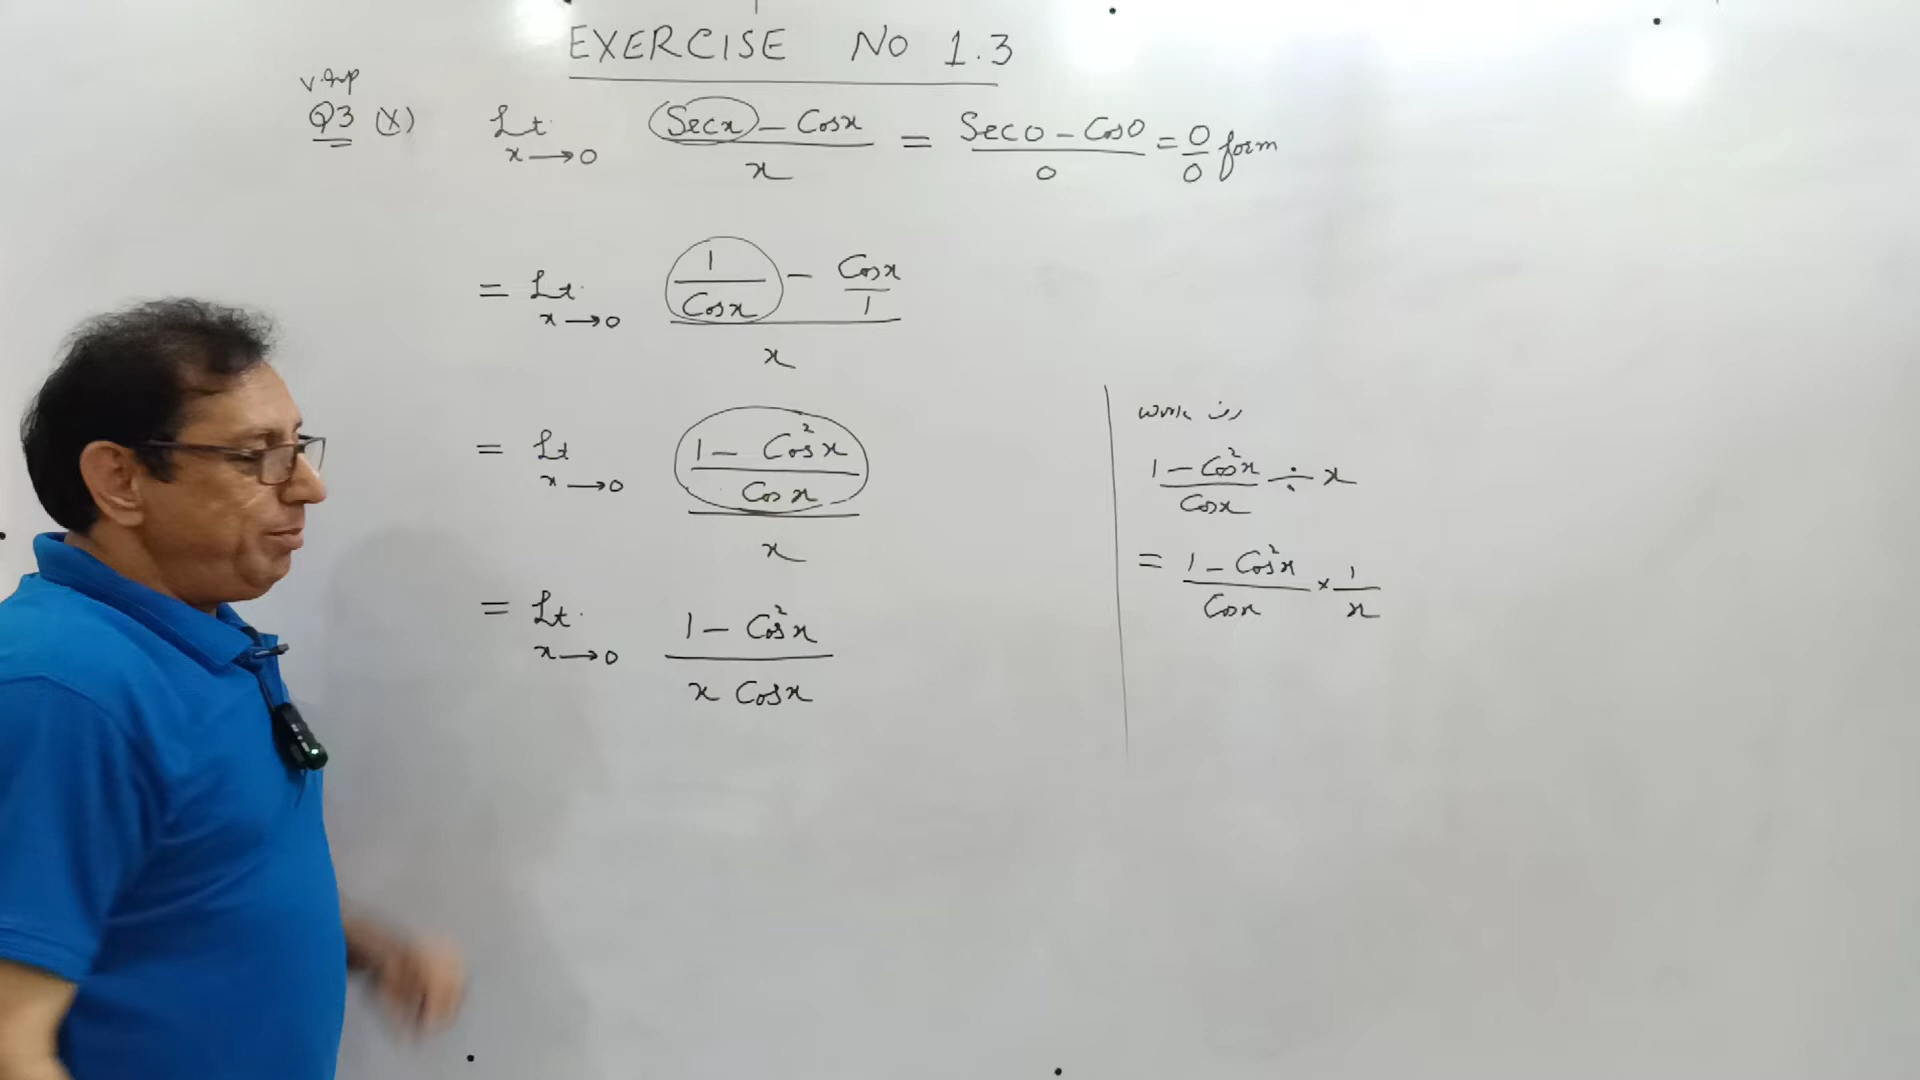 EXERCISE No 1.3
v.Imp
Q3 (X) Lt x→0 (Secx − Cosx)/x = (Sec0 − Cos0)/0 = 0/0 form
= Lt x→0 (1/Cosx − Cosx/1)/x
= Lt x→0 ((1 − Cos²x)/Cosx)/x
= Lt x→0 (1 − Cos²x)/(x Cosx)
رف work
(1 − Cos²x)/Cosx ÷ x
= (1 − Cos²x)/Cosx × 1/x